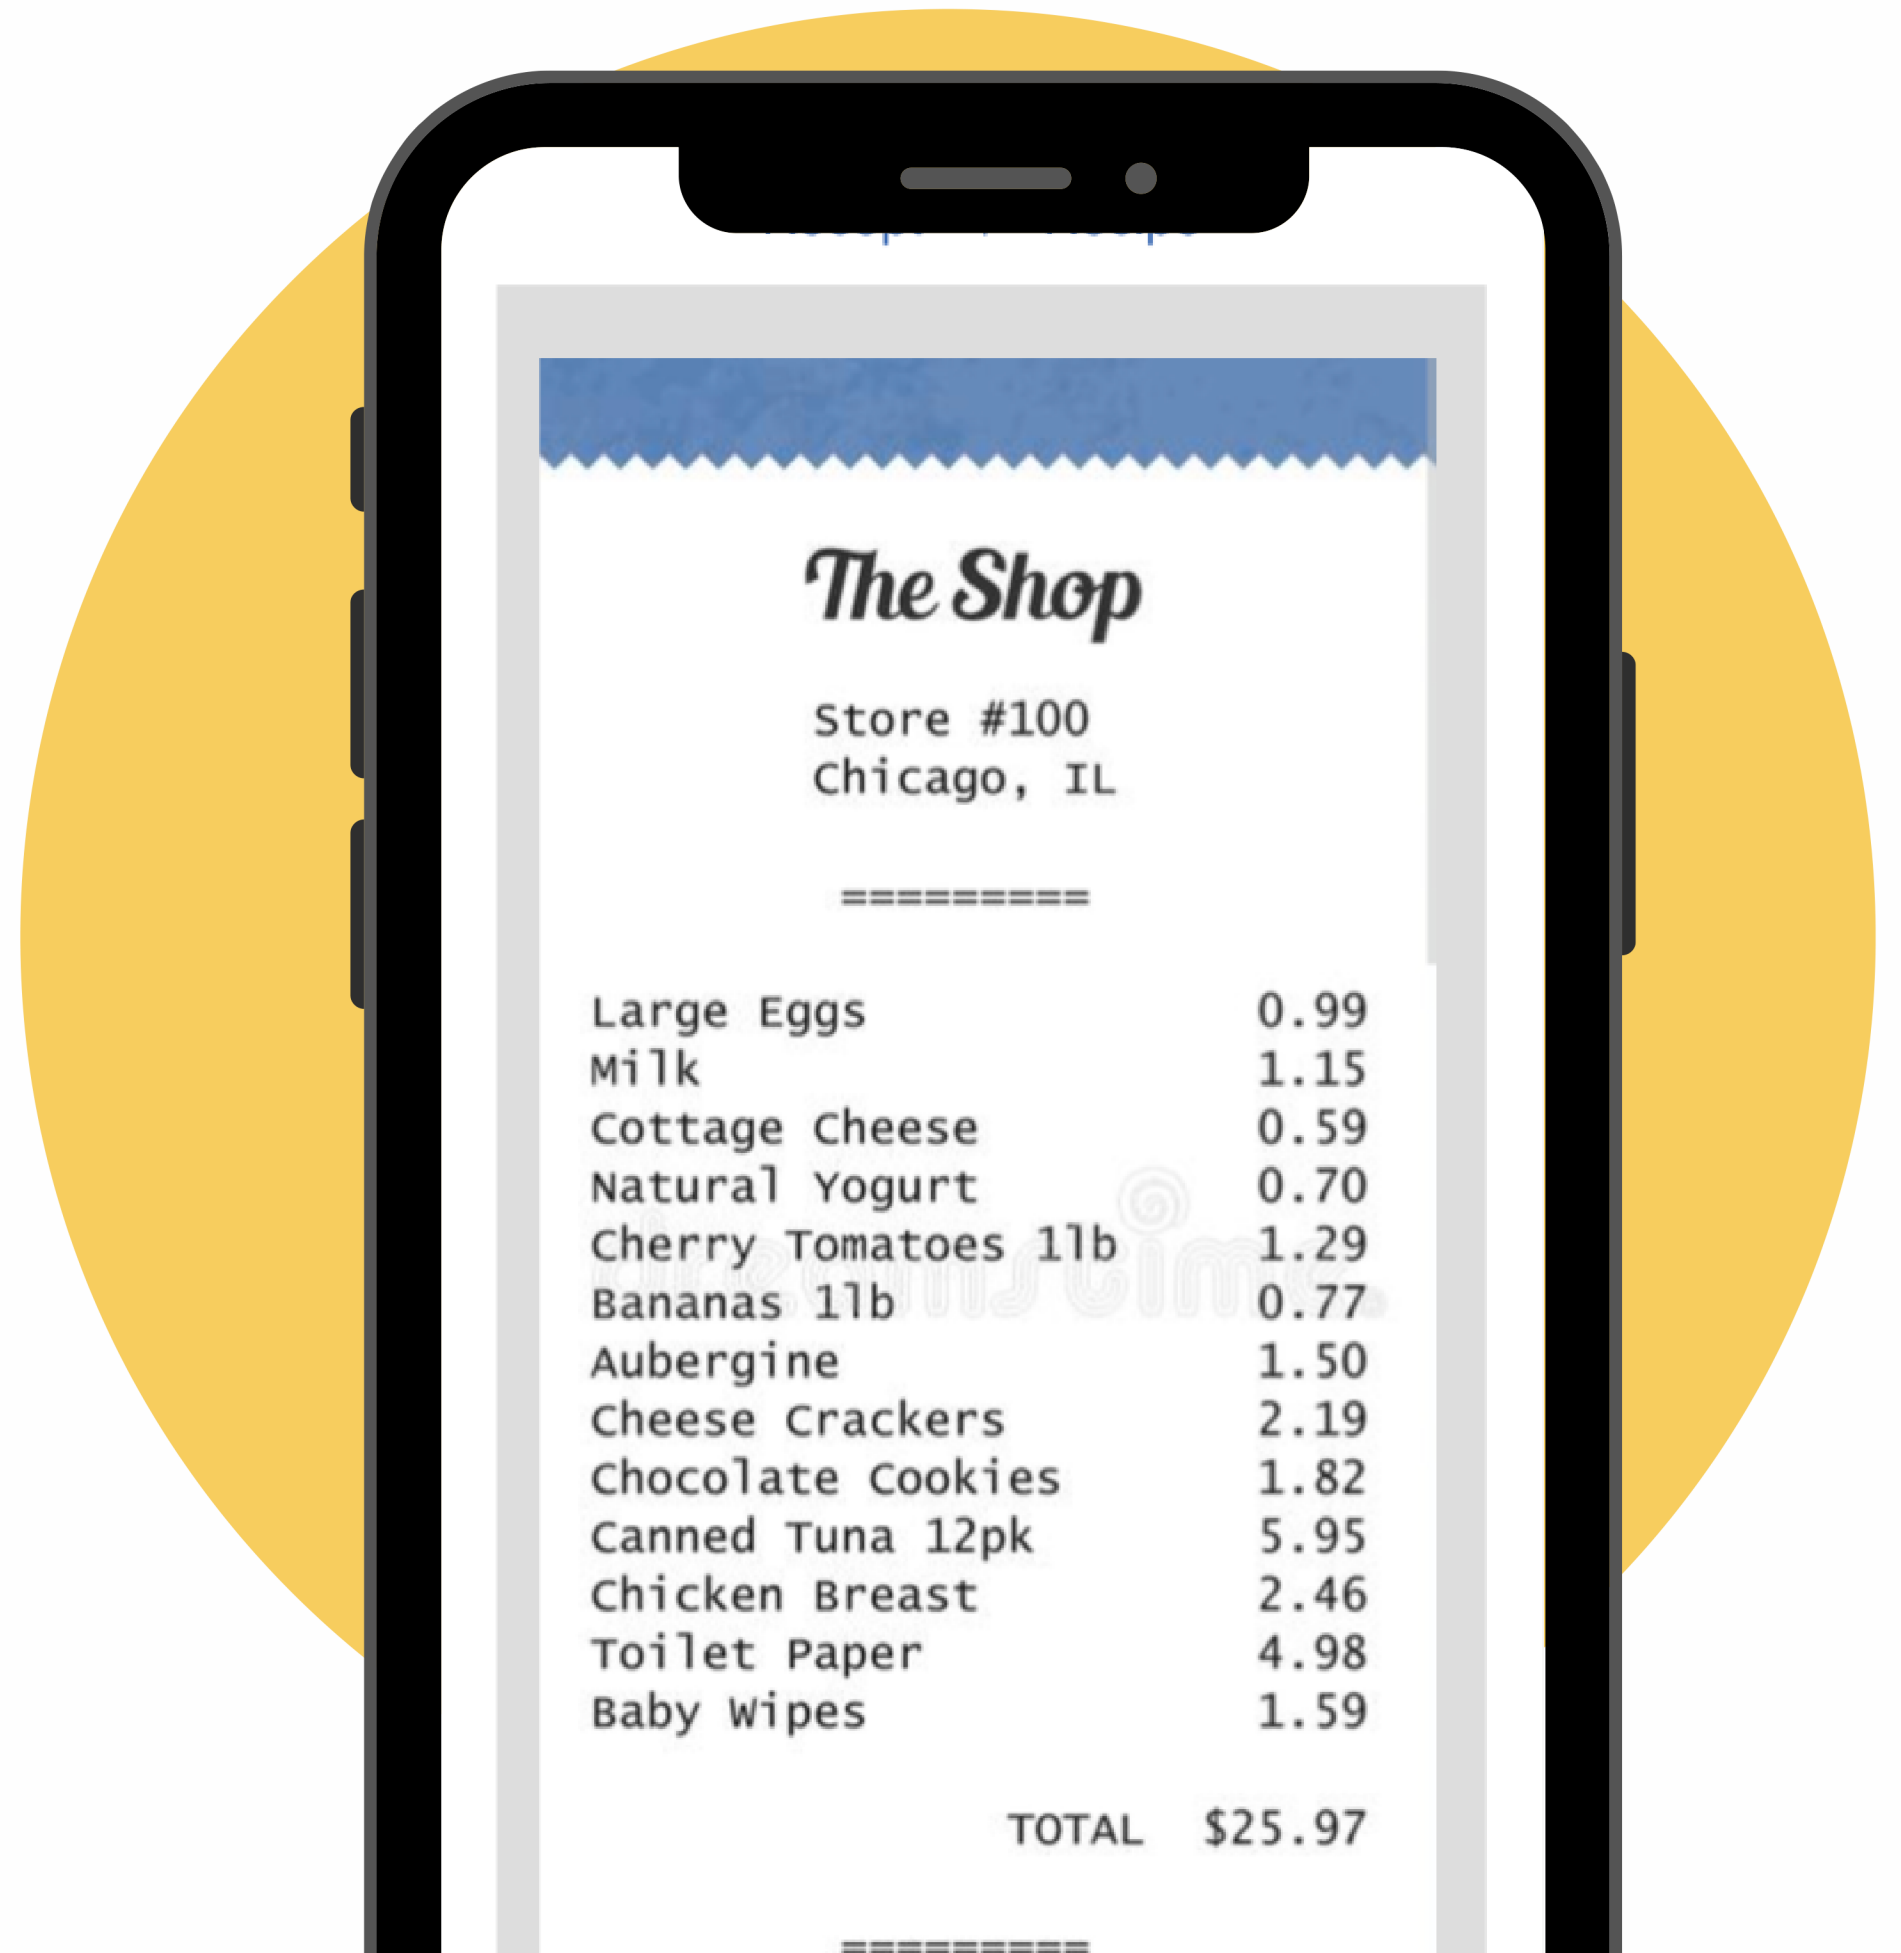 The Shop
Store #100
Chicago, IL
=========
Large Eggs 0.99
Milk 1.15
Cottage Cheese 0.59
Natural Yogurt 0.70
Cherry Tomatoes 1lb 1.29
Bananas 1lb 0.77
Aubergine 1.50
Cheese Crackers 2.19
Chocolate Cookies 1.82
Canned Tuna 12pk 5.95
Chicken Breast 2.46
Toilet Paper 4.98
Baby Wipes 1.59
TOTAL $25.97
=========
dreamstime